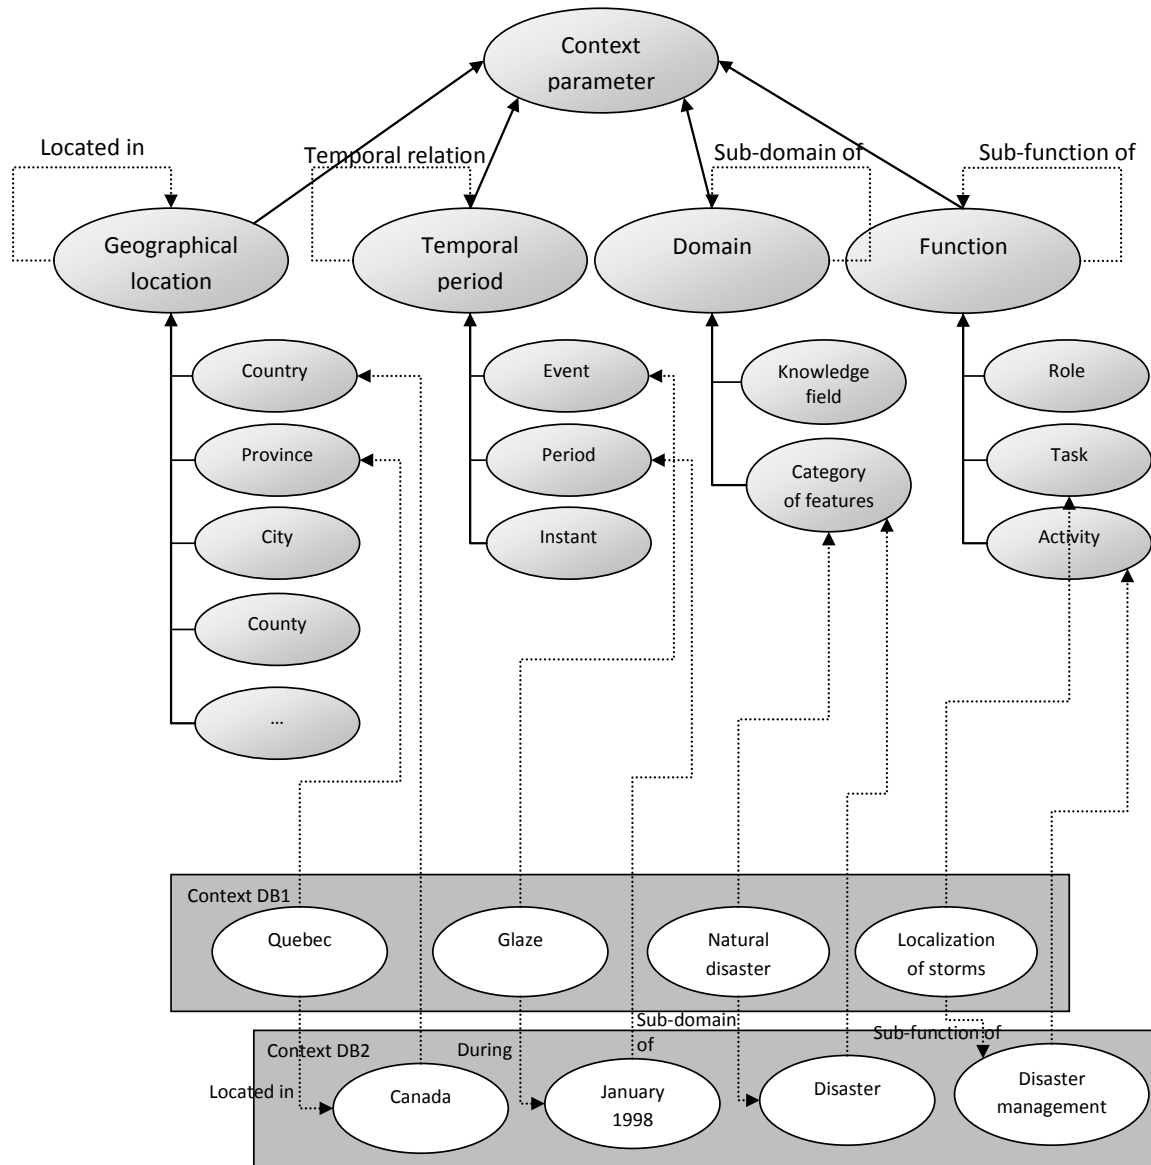 Context
parameter
Located in
Temporal relation
Sub-domain of
Sub-function of
Geographical
location
Temporal
period
Domain
Function
Country
Province
City
County
...
Event
Period
Instant
Knowledge
field
Category
of features
Role
Task
Activity
Context DB1
Quebec
Glaze
Natural
disaster
Localization
of storms
Context DB2
Located in
During
Sub-domain
of
Sub-function of
Canada
January
1998
Disaster
Disaster
management